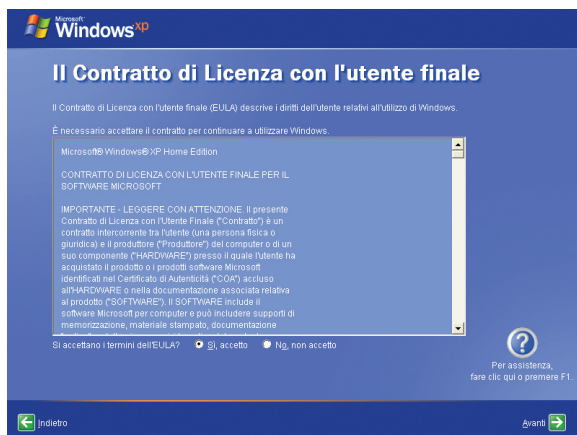 Microsoft
Windows xp
Il Contratto di Licenza con l'utente finale
Il Contratto di Licenza con l'utente finale (EULA) descrive i diritti dell'utente relativi all'utilizzo di Windows.
È necessario accettare il contratto per continuare a utilizzare Windows.
Microsoft® Windows® XP Home Edition
CONTRATTO DI LICENZA CON L'UTENTE FINALE PER IL
SOFTWARE MICROSOFT
IMPORTANTE - LEGGERE CON ATTENZIONE. Il presente
Contratto di Licenza con l'Utente Finale ("Contratto") è un
contratto intercorrente tra l'utente (una persona fisica o
giuridica) e il produttore ("Produttore") del computer o di un
suo componente ("HARDWARE") presso il quale l'utente ha
acquistato il prodotto o i prodotti software Microsoft
identificati nel Certificato di Autenticità ("COA") accluso
all'HARDWARE o nella documentazione associata relativa
al prodotto ("SOFTWARE"). Il SOFTWARE include il
software Microsoft per computer e può includere supporti di
memorizzazione, materiale stampato, documentazione
Si accettano i termini dell'EULA? Sì, accetto No, non accetto
Per assistenza,
fare clic qui o premere F1.
Indietro
Avanti